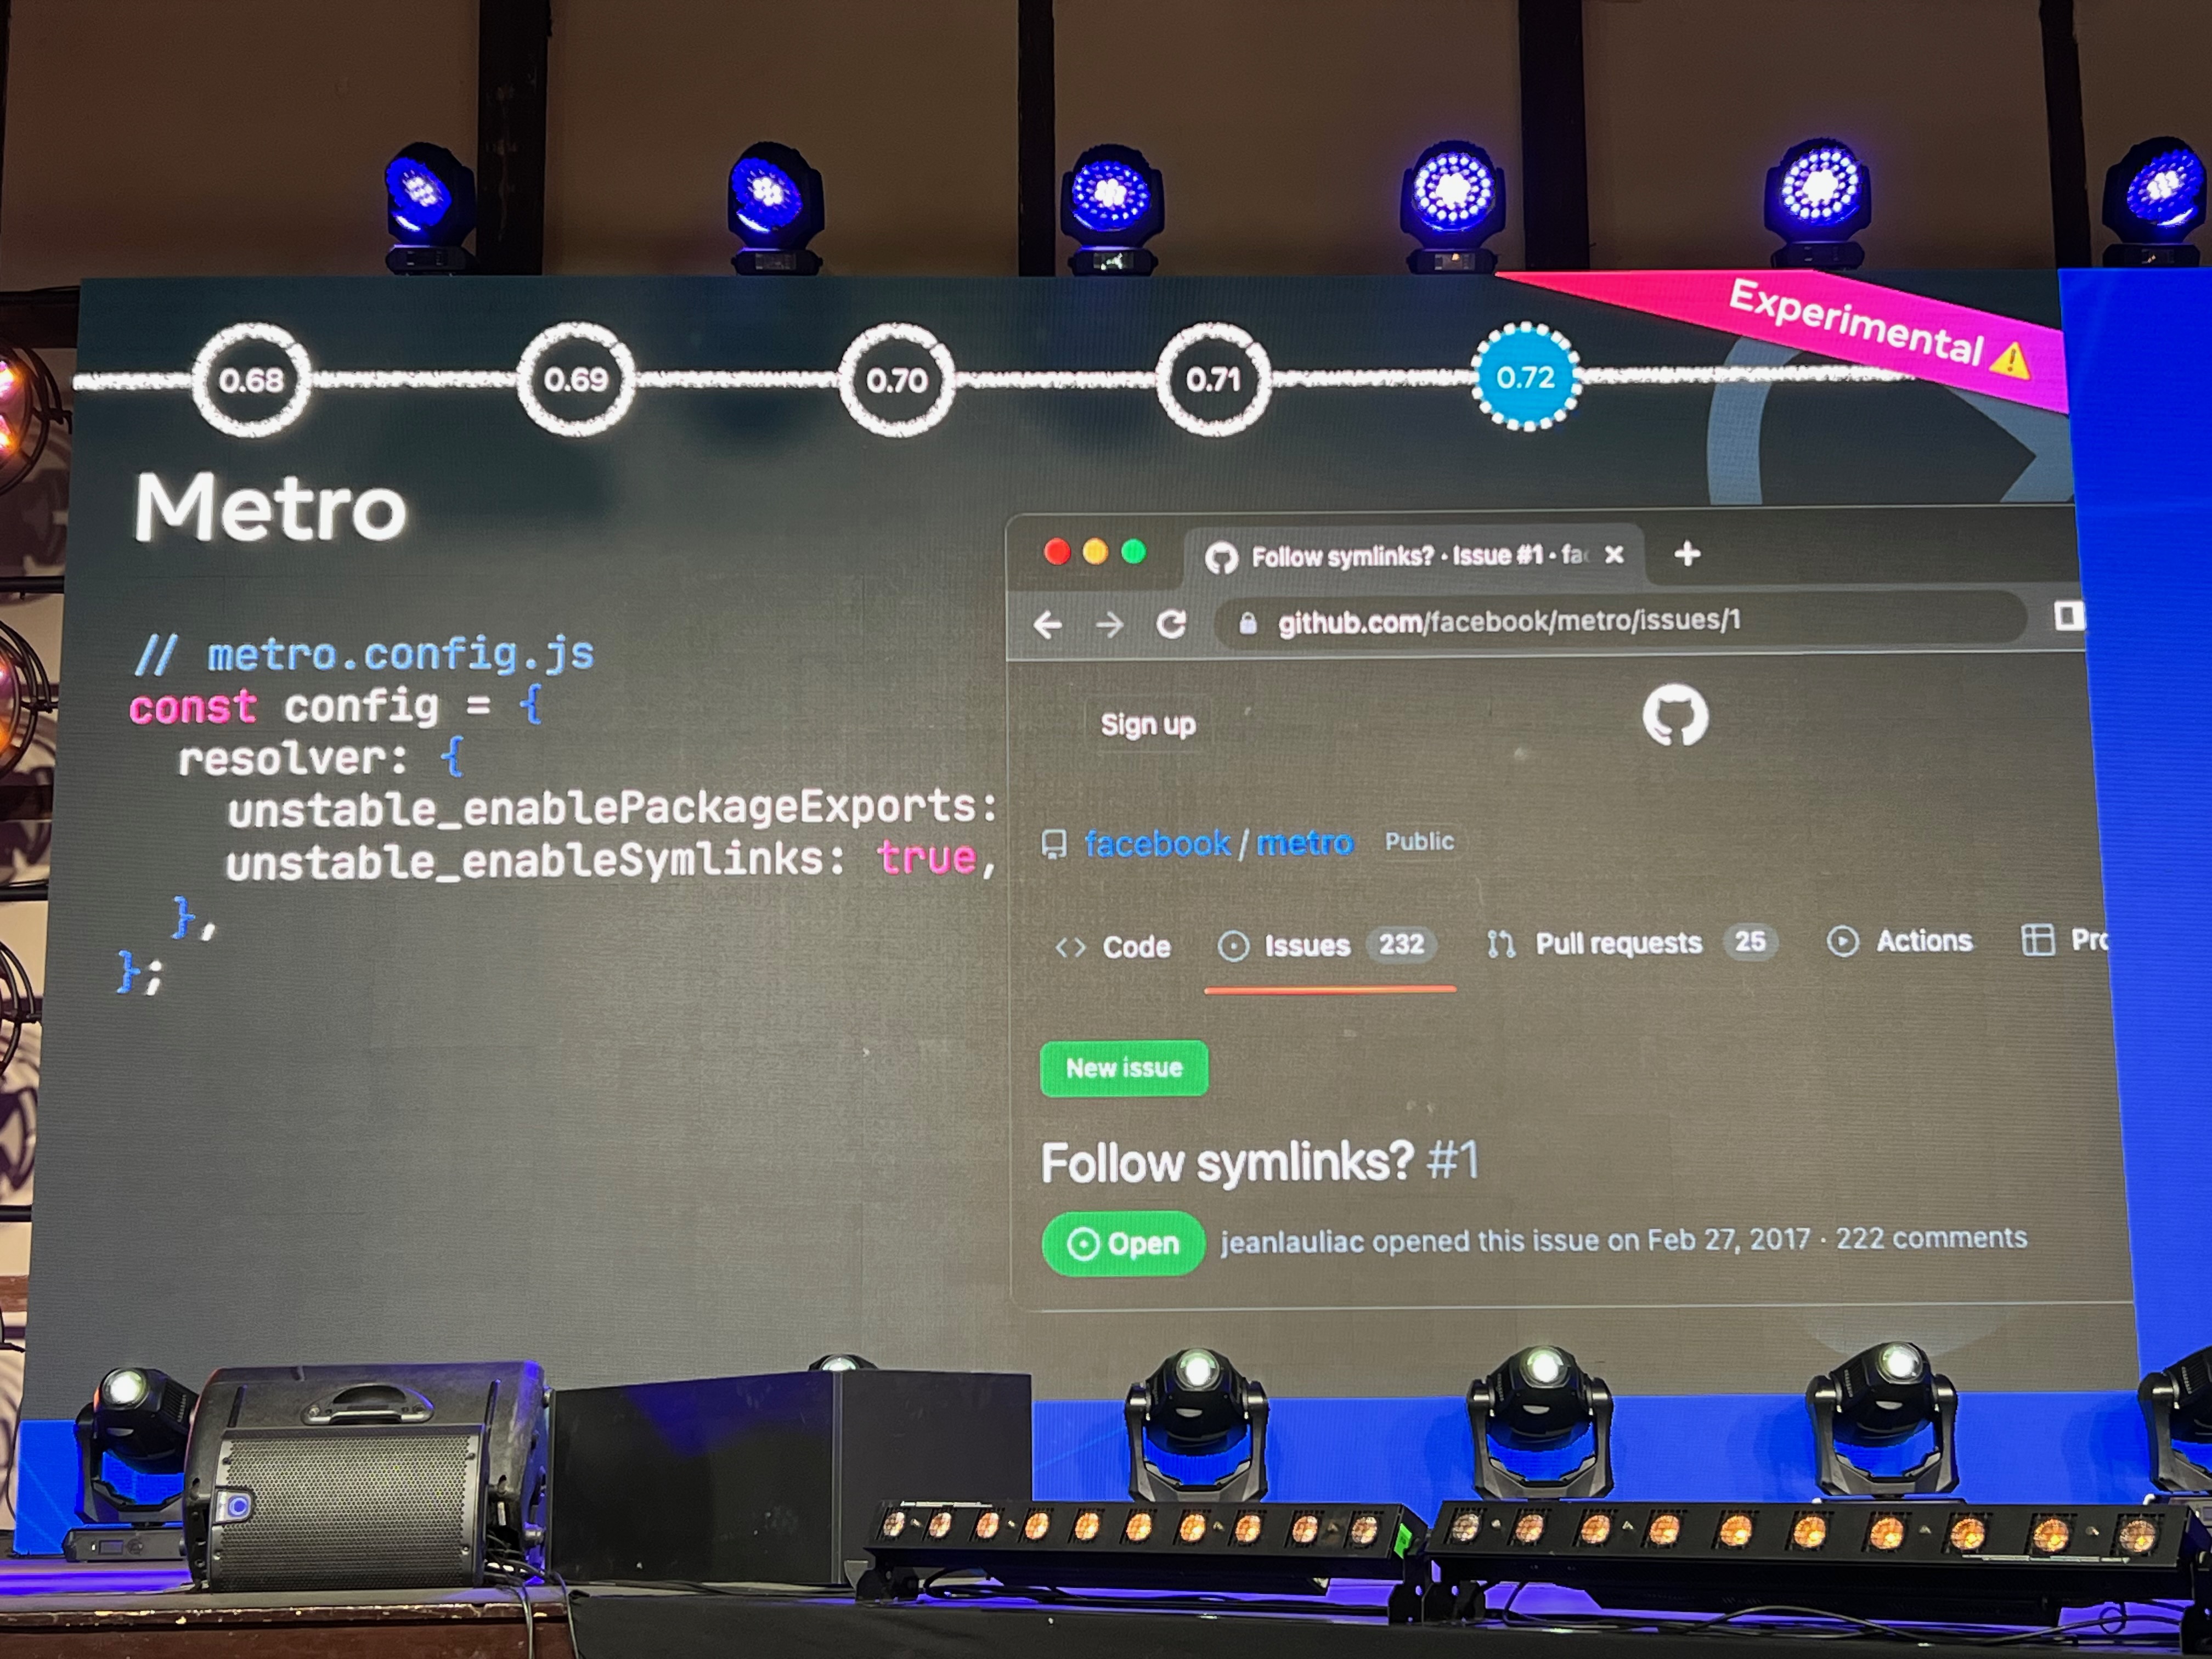 0.68 0.69 0.70 0.71 0.72
Experimental ⚠️
Metro
// metro.config.js
const config = {
resolver: {
unstable_enablePackageExports:
unstable_enableSymlinks: true,
},
};
Follow symlinks? · Issue #1 · fa
github.com/facebook/metro/issues/1
Sign up
facebook / metro Public
<> Code Issues 232 Pull requests 25 Actions Pro
New issue
Follow symlinks? #1
Open jeanlauliac opened this issue on Feb 27, 2017 · 222 comments